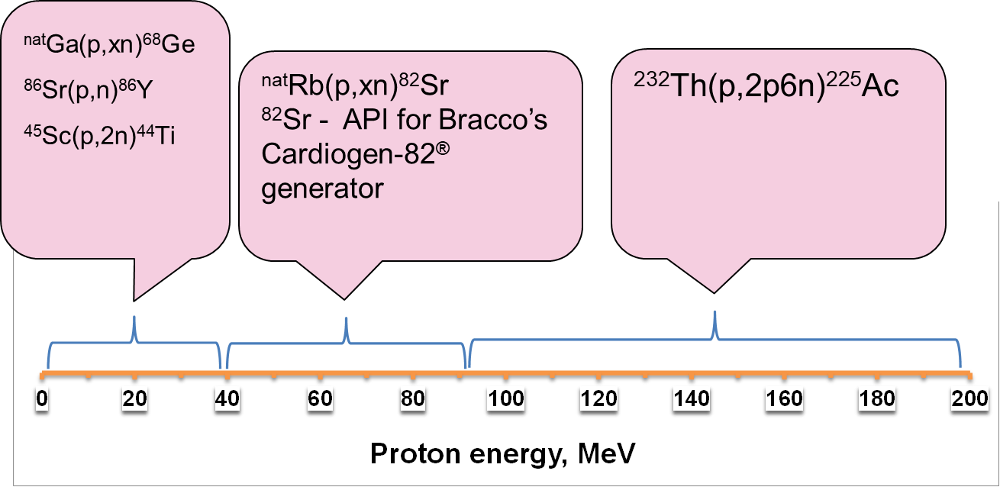 ⁿᵃᵗGa(p,xn)⁶⁸Ge
⁸⁶Sr(p,n)⁸⁶Y
⁴⁵Sc(p,2n)⁴⁴Ti
ⁿᵃᵗRb(p,xn)⁸²Sr
⁸²Sr - API for Bracco’s
Cardiogen-82®
generator
²³²Th(p,2p6n)²²⁵Ac
0 20 40 60 80 100 120 140 160 180 200
Proton energy, MeV